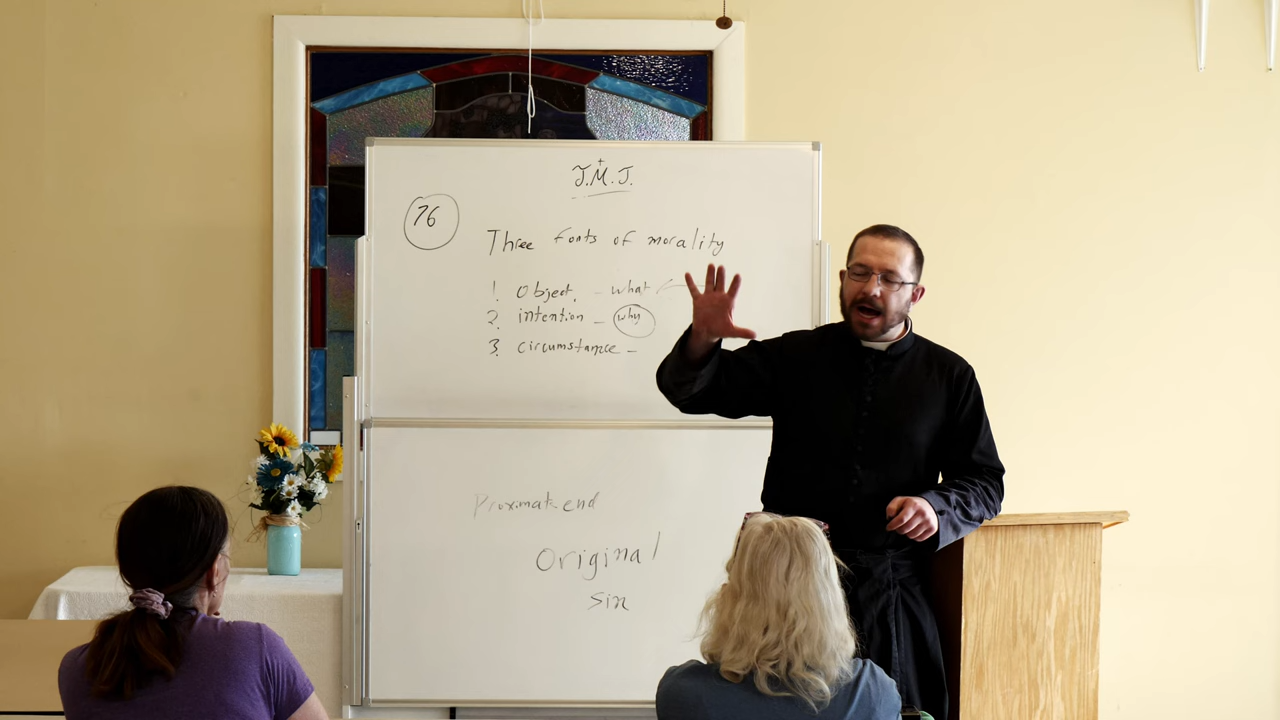 J.M.J.
76
Three fonts of morality
1. Object. - what
2. intention - why
3. circumstance -
Proximate end
Original
Sin